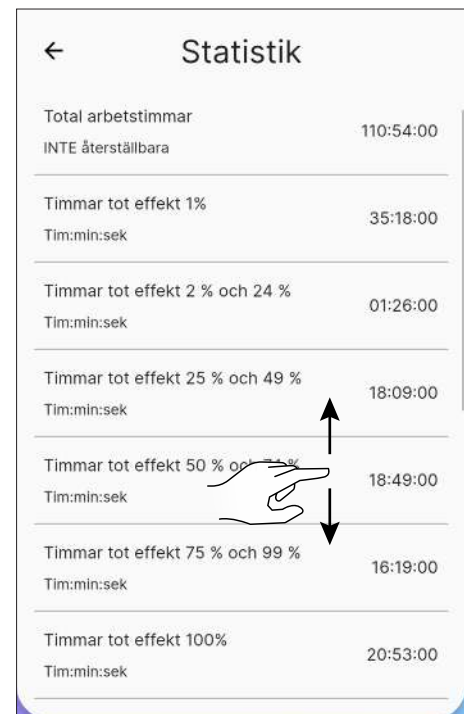 Statistik
Total arbetstimmar
INTE återställbara
110:54:00
Timmar tot effekt 1%
Tim:min:sek
35:18:00
Timmar tot effekt 2 % och 24 %
Tim:min:sek
01:26:00
Timmar tot effekt 25 % och 49 %
Tim:min:sek
18:09:00
Timmar tot effekt 50 % %
Tim:min:sek
18:49:00
Timmar tot effekt 75 % och 99 %
Tim:min:sek
16:19:00
Timmar tot effekt 100%
Tim:min:sek
20:53:00